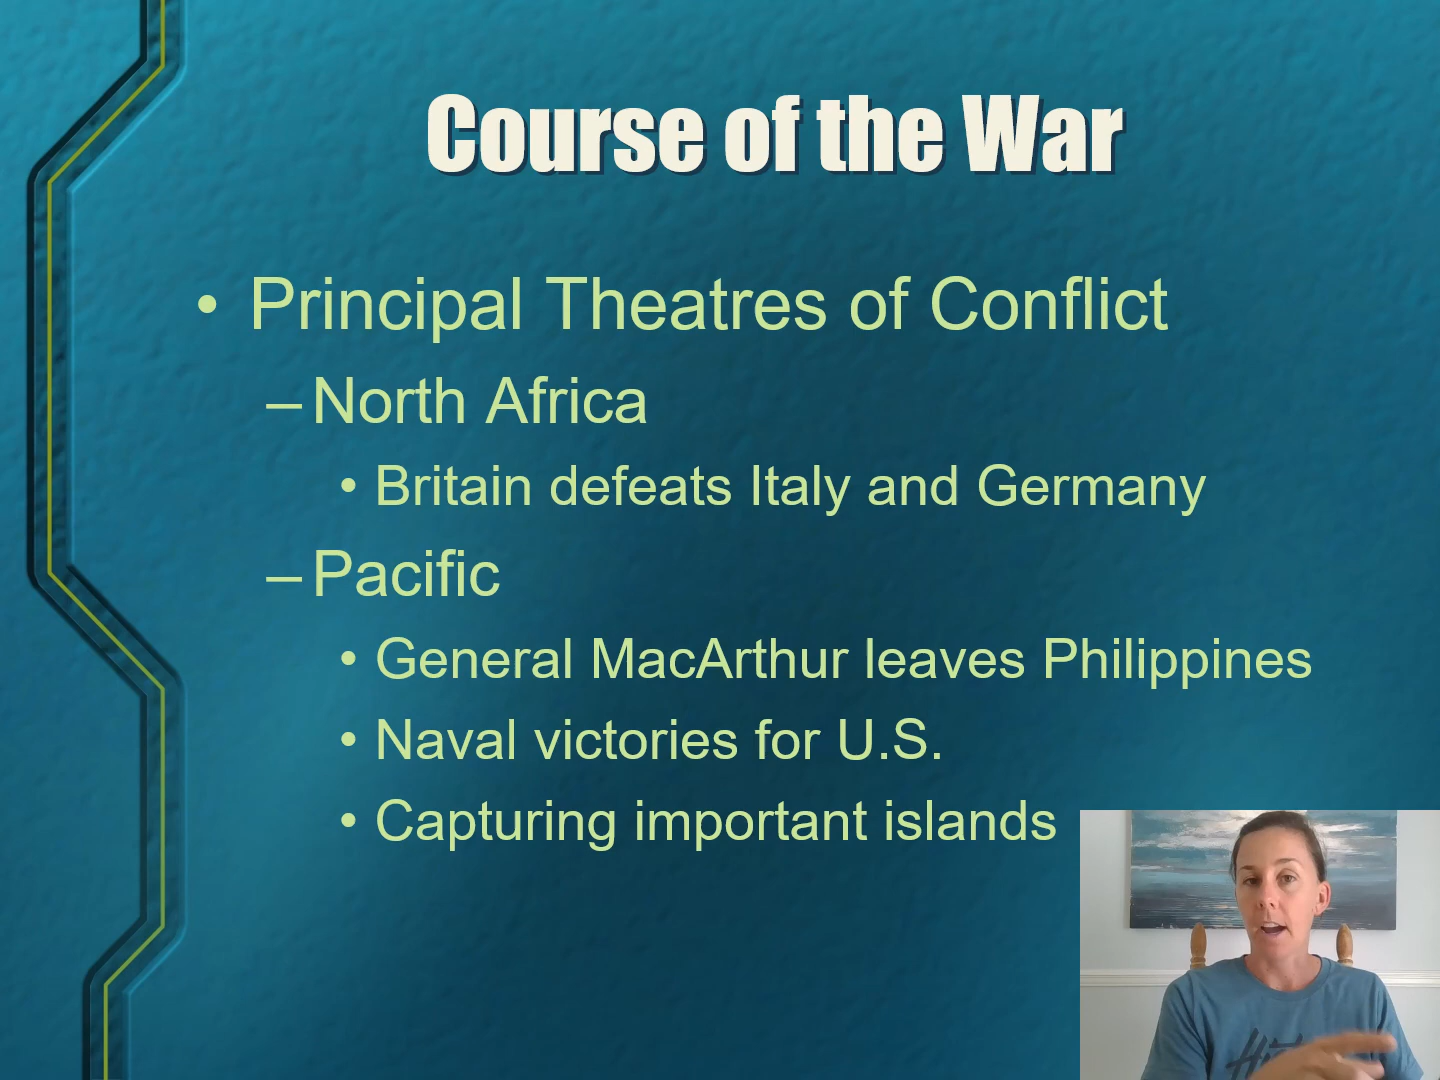 Course of the War
• Principal Theatres of Conflict
– North Africa
• Britain defeats Italy and Germany
– Pacific
• General MacArthur leaves Philippines
• Naval victories for U.S.
• Capturing important islands